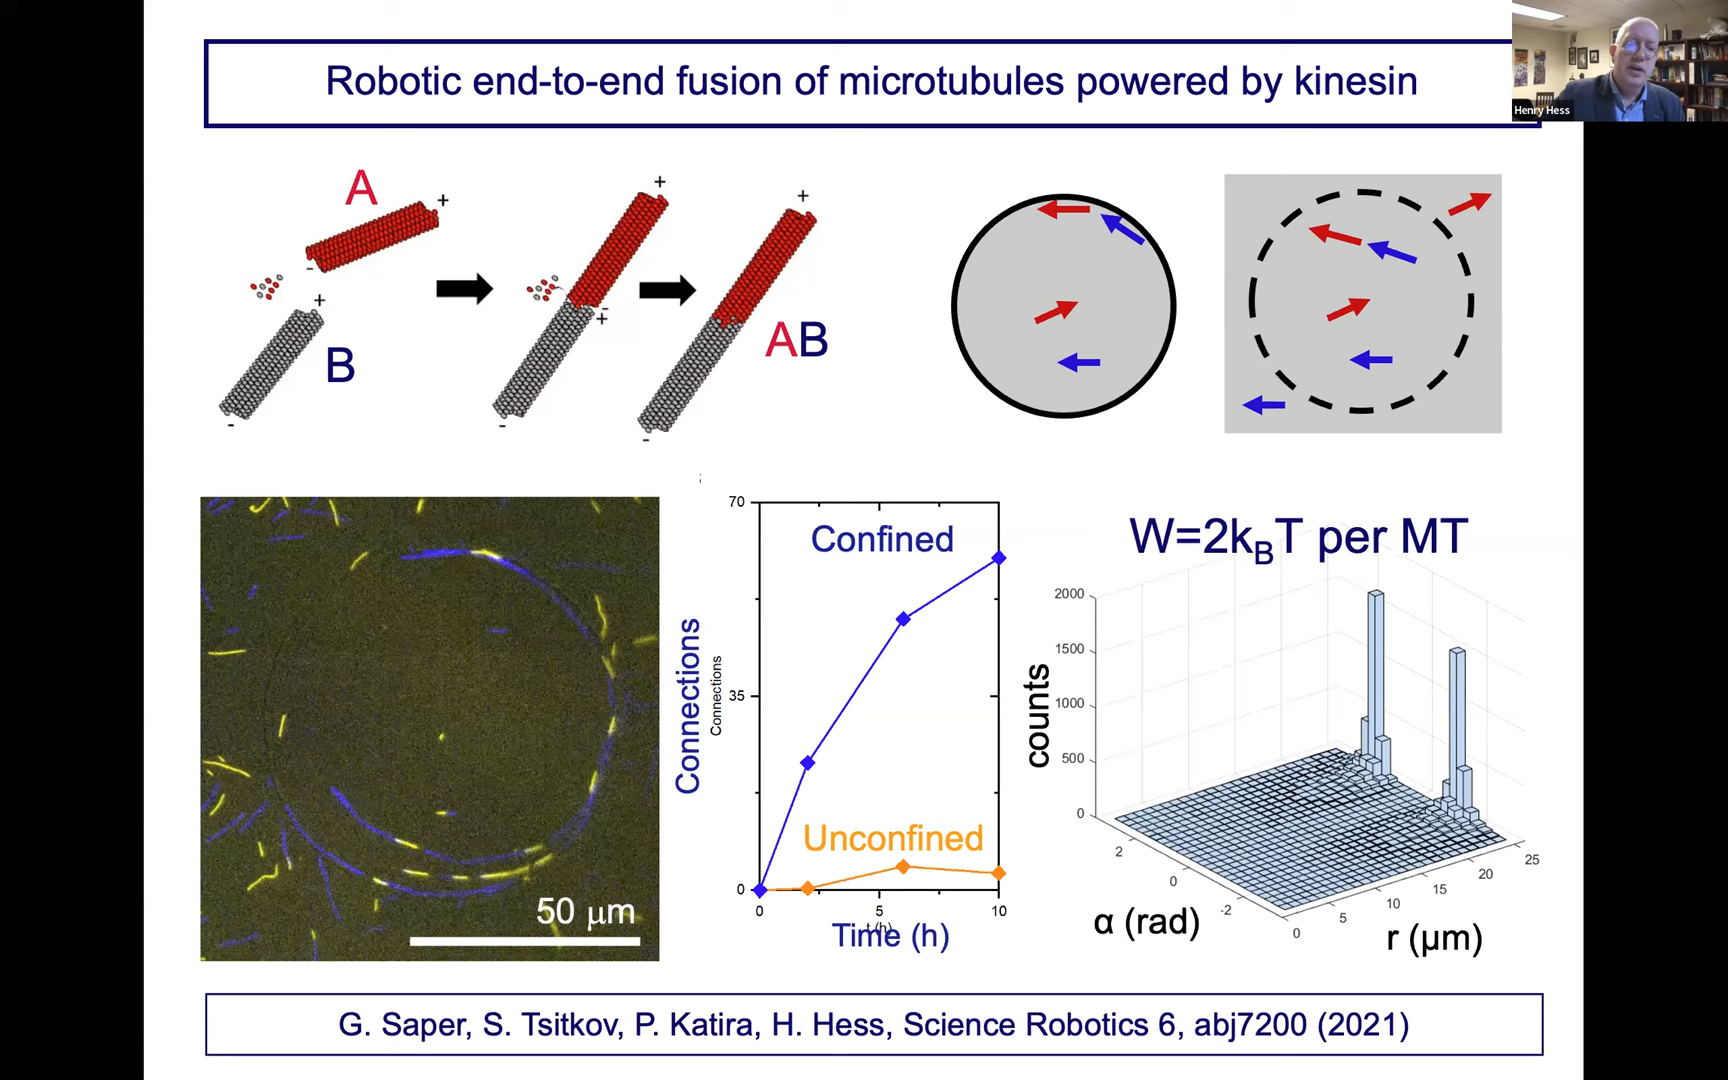 Robotic end-to-end fusion of microtubules powered by kinesin
Henry Hess
A
+
-
+
B
-
+
-
+
-
+
AB
-
50 μm
Connections
Connections
70
35
0
Confined
Unconfined
0
5
10
t (h)
Time (h)
W=2k_BT per MT
counts
2000
1500
1000
500
0
2
0
-2
α (rad)
0
5
10
15
20
25
r (μm)
G. Saper, S. Tsitkov, P. Katira, H. Hess, Science Robotics 6, abj7200 (2021)